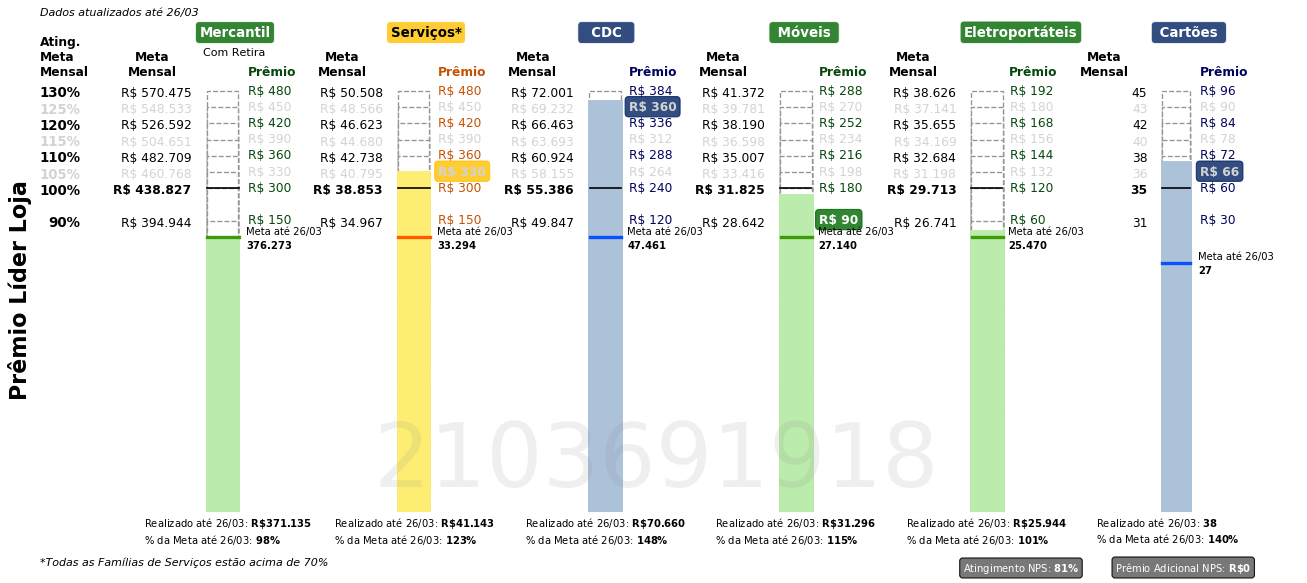 Dados atualizados até 26/03
Mercantil Serviços* CDC Móveis Eletroportáteis Cartões
Com Retira
Ating. Meta Mensal Meta Mensal Prêmio Meta Mensal Prêmio Meta Mensal Prêmio Meta Mensal Prêmio Meta Mensal Prêmio Meta Mensal Prêmio
130% R$ 570.475 R$ 480 R$ 50.508 R$ 480 R$ 72.001 R$ 384 R$ 41.372 R$ 288 R$ 38.626 R$ 192 45 R$ 96
125% R$ 548.533 R$ 450 R$ 48.566 R$ 450 R$ 69.232 R$ 360 R$ 39.781 R$ 270 R$ 37.141 R$ 180 43 R$ 90
120% R$ 526.592 R$ 420 R$ 46.623 R$ 420 R$ 66.463 R$ 336 R$ 38.190 R$ 252 R$ 35.655 R$ 168 42 R$ 84
115% R$ 504.651 R$ 390 R$ 44.680 R$ 390 R$ 63.693 R$ 312 R$ 36.598 R$ 234 R$ 34.169 R$ 156 40 R$ 78
110% R$ 482.709 R$ 360 R$ 42.738 R$ 360 R$ 60.924 R$ 288 R$ 35.007 R$ 216 R$ 32.684 R$ 144 38 R$ 72
105% R$ 460.768 R$ 330 R$ 40.795 R$ 330 R$ 58.155 R$ 264 R$ 33.416 R$ 198 R$ 31.198 R$ 132 36 R$ 66
100% R$ 438.827 R$ 300 R$ 38.853 R$ 300 R$ 55.386 R$ 240 R$ 31.825 R$ 180 R$ 29.713 R$ 120 35 R$ 60
90% R$ 394.944 R$ 150 R$ 34.967 R$ 150 R$ 49.847 R$ 120 R$ 28.642 R$ 90 R$ 26.741 R$ 60 31 R$ 30
Meta até 26/03 Meta até 26/03 Meta até 26/03 Meta até 26/03 Meta até 26/03
376.273 33.294 47.461 27.140 25.470
Meta até 26/03
27
Prêmio Líder Loja
2103691918
Realizado até 26/03: R$371.135 Realizado até 26/03: R$41.143 Realizado até 26/03: R$70.660 Realizado até 26/03: R$31.296 Realizado até 26/03: R$25.944 Realizado até 26/03: 38
% da Meta até 26/03: 98% % da Meta até 26/03: 123% % da Meta até 26/03: 148% % da Meta até 26/03: 115% % da Meta até 26/03: 101% % da Meta até 26/03: 140%
*Todas as Famílias de Serviços estão acima de 70%
Atingimento NPS: 81% Prêmio Adicional NPS: R$0